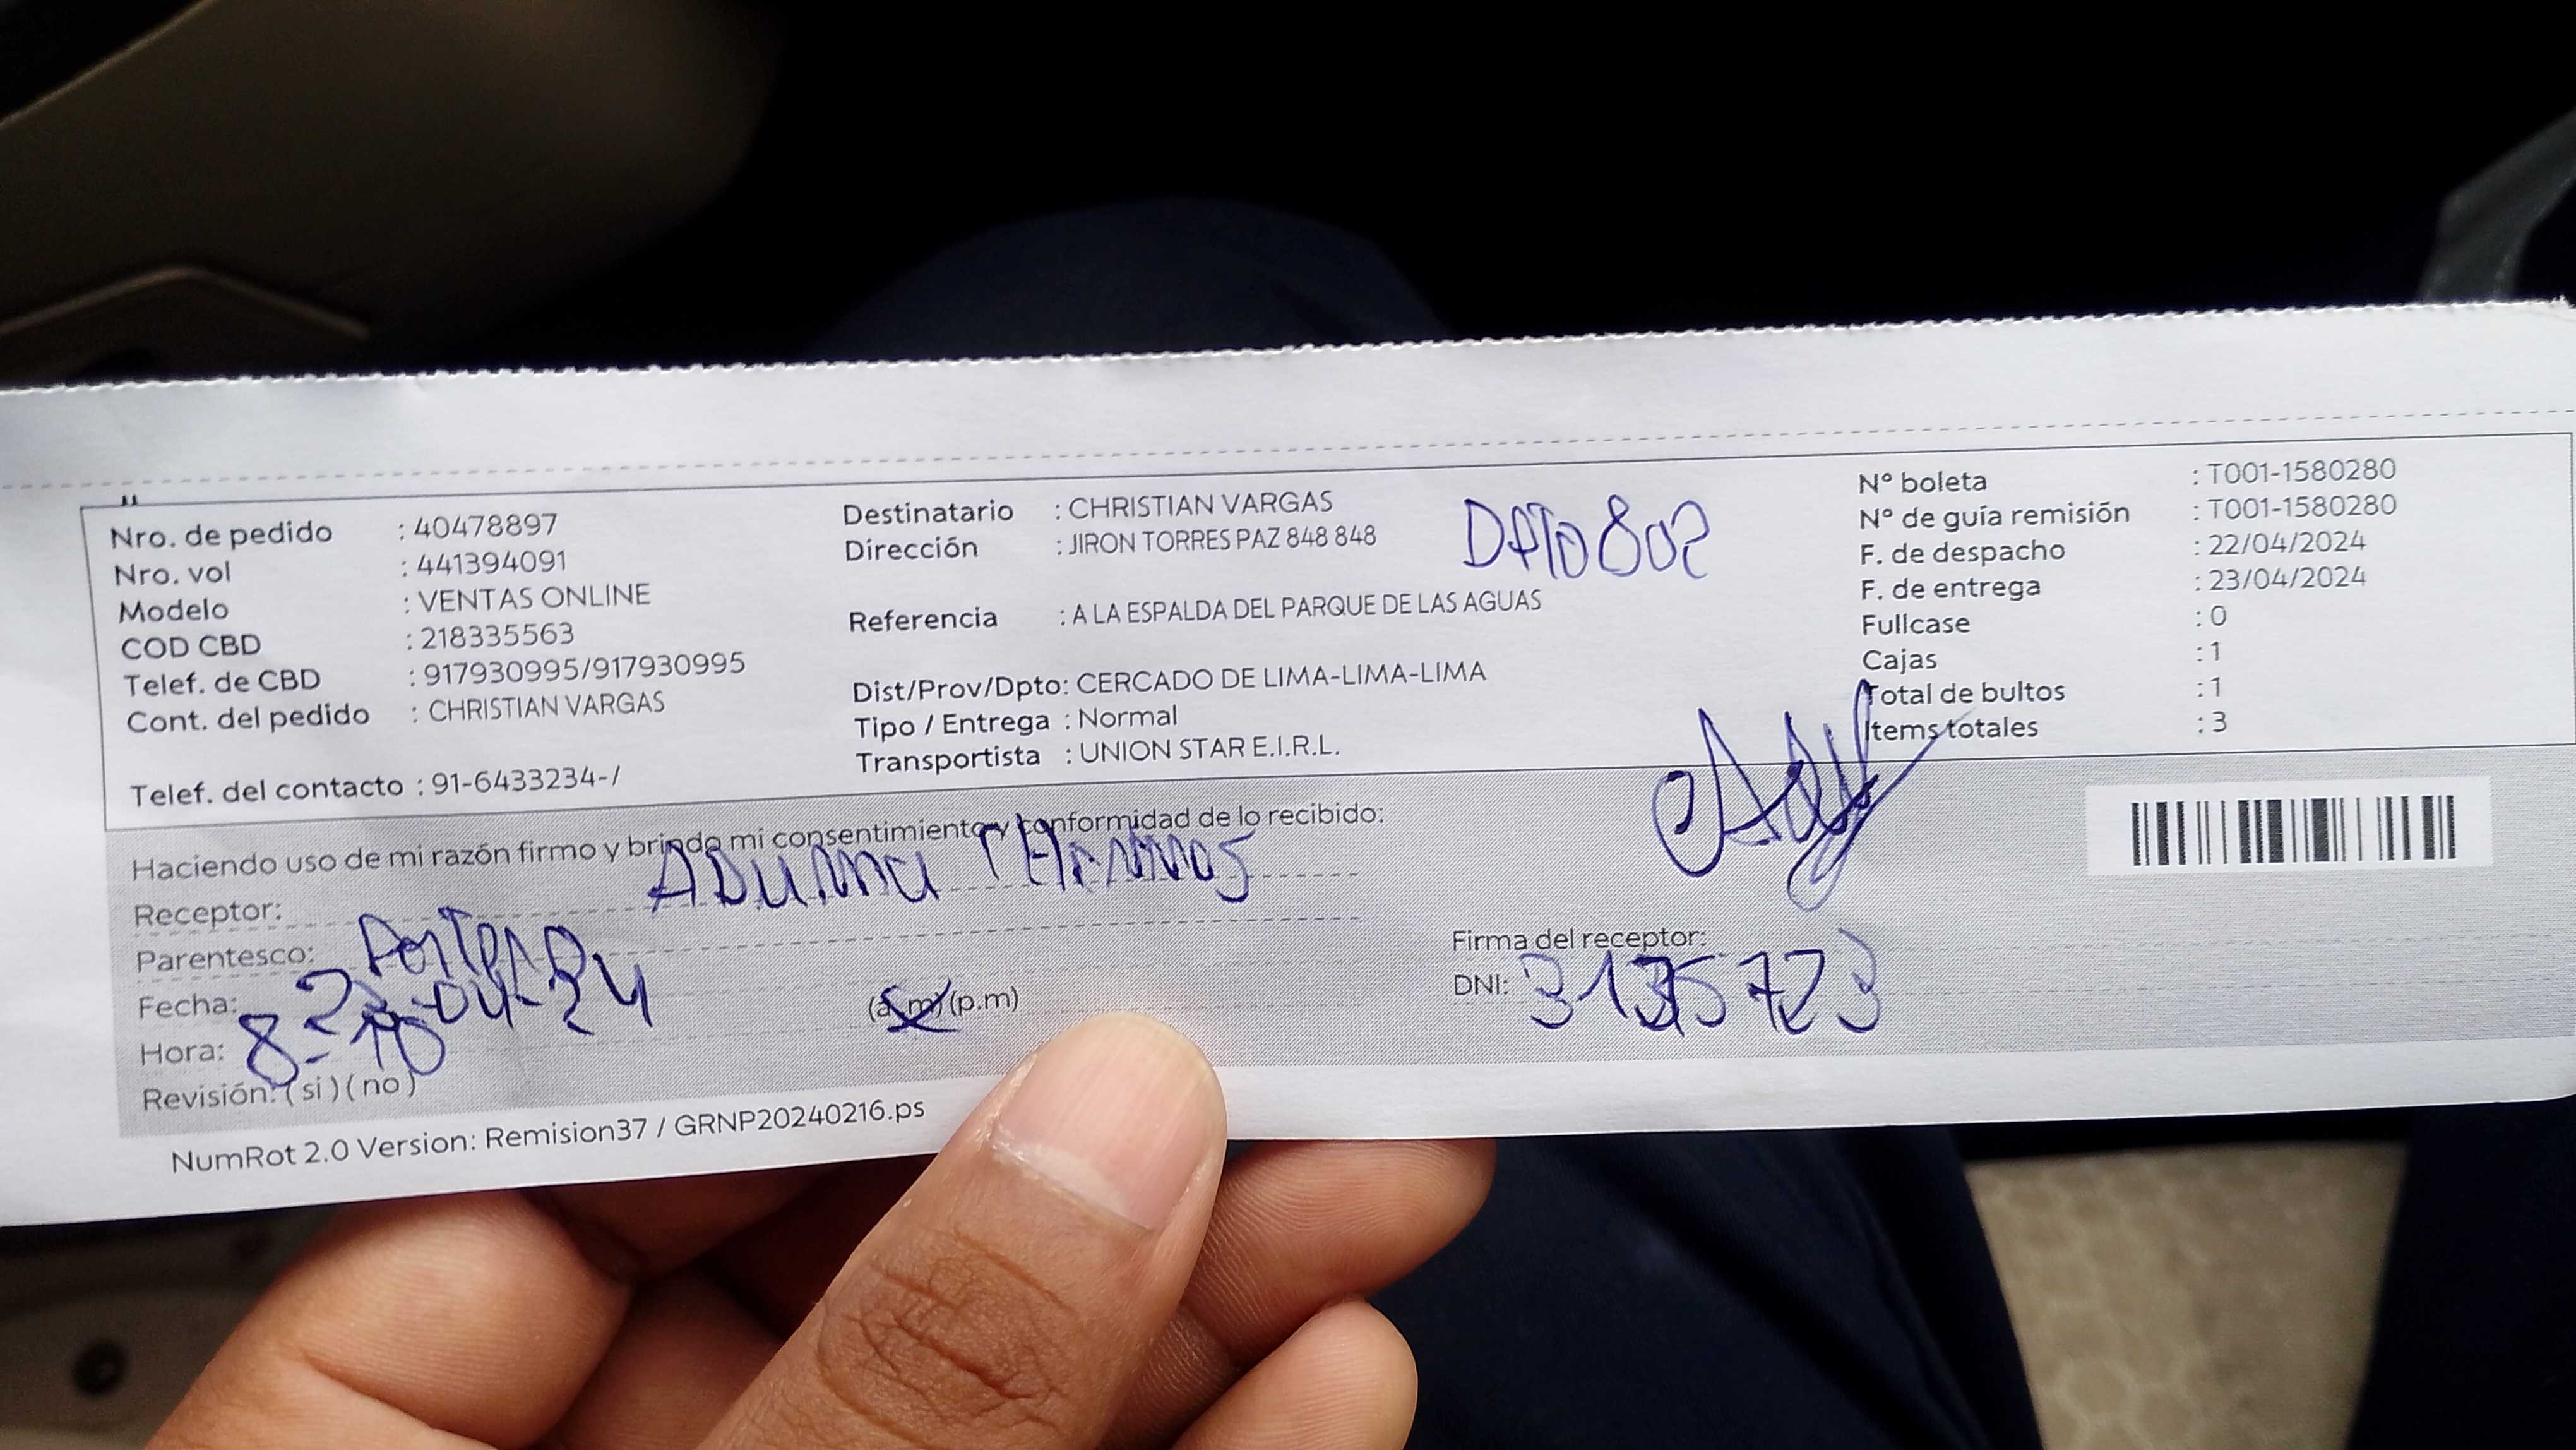 Nro. de pedido : 40478897
Nro. vol : 441394091
Modelo : VENTAS ONLINE
COD CBD : 218335563
Telef. de CBD : 917930995/917930995
Cont. del pedido : CHRISTIAN VARGAS
Telef. del contacto : 91-6433234-/
Destinatario : CHRISTIAN VARGAS
Dirección : JIRON TORRES PAZ 848 848
DPTO 802
Referencia : A LA ESPALDA DEL PARQUE DE LAS AGUAS
Dist/Prov/Dpto: CERCADO DE LIMA-LIMA-LIMA
Tipo / Entrega : Normal
Transportista : UNION STAR E.I.R.L.
N° boleta : T001-1580280
N° de guía remisión : T001-1580280
F. de despacho : 22/04/2024
F. de entrega : 23/04/2024
Fullcase : 0
Cajas : 1
Total de bultos : 1
Items totales : 3
Haciendo uso de mi razón firmo y brindo mi consentimiento y conformidad de lo recibido:
Receptor:
Parentesco:
Fecha: 23-04-24
Hora: 8-10 (a.m) (p.m)
Revisión: (si) (no)
Firma del receptor:
DNI:
NumRot 2.0 Version: Remision37 / GRNP20240216.ps